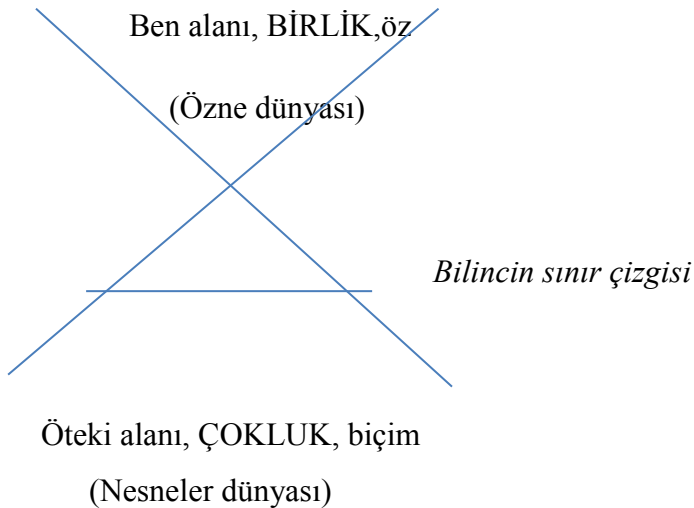 Ben alanı, BİRLİK,öz
(Özne dünyası)
Bilincin sınır çizgisi
Öteki alanı, ÇOKLUK, biçim
(Nesneler dünyası)